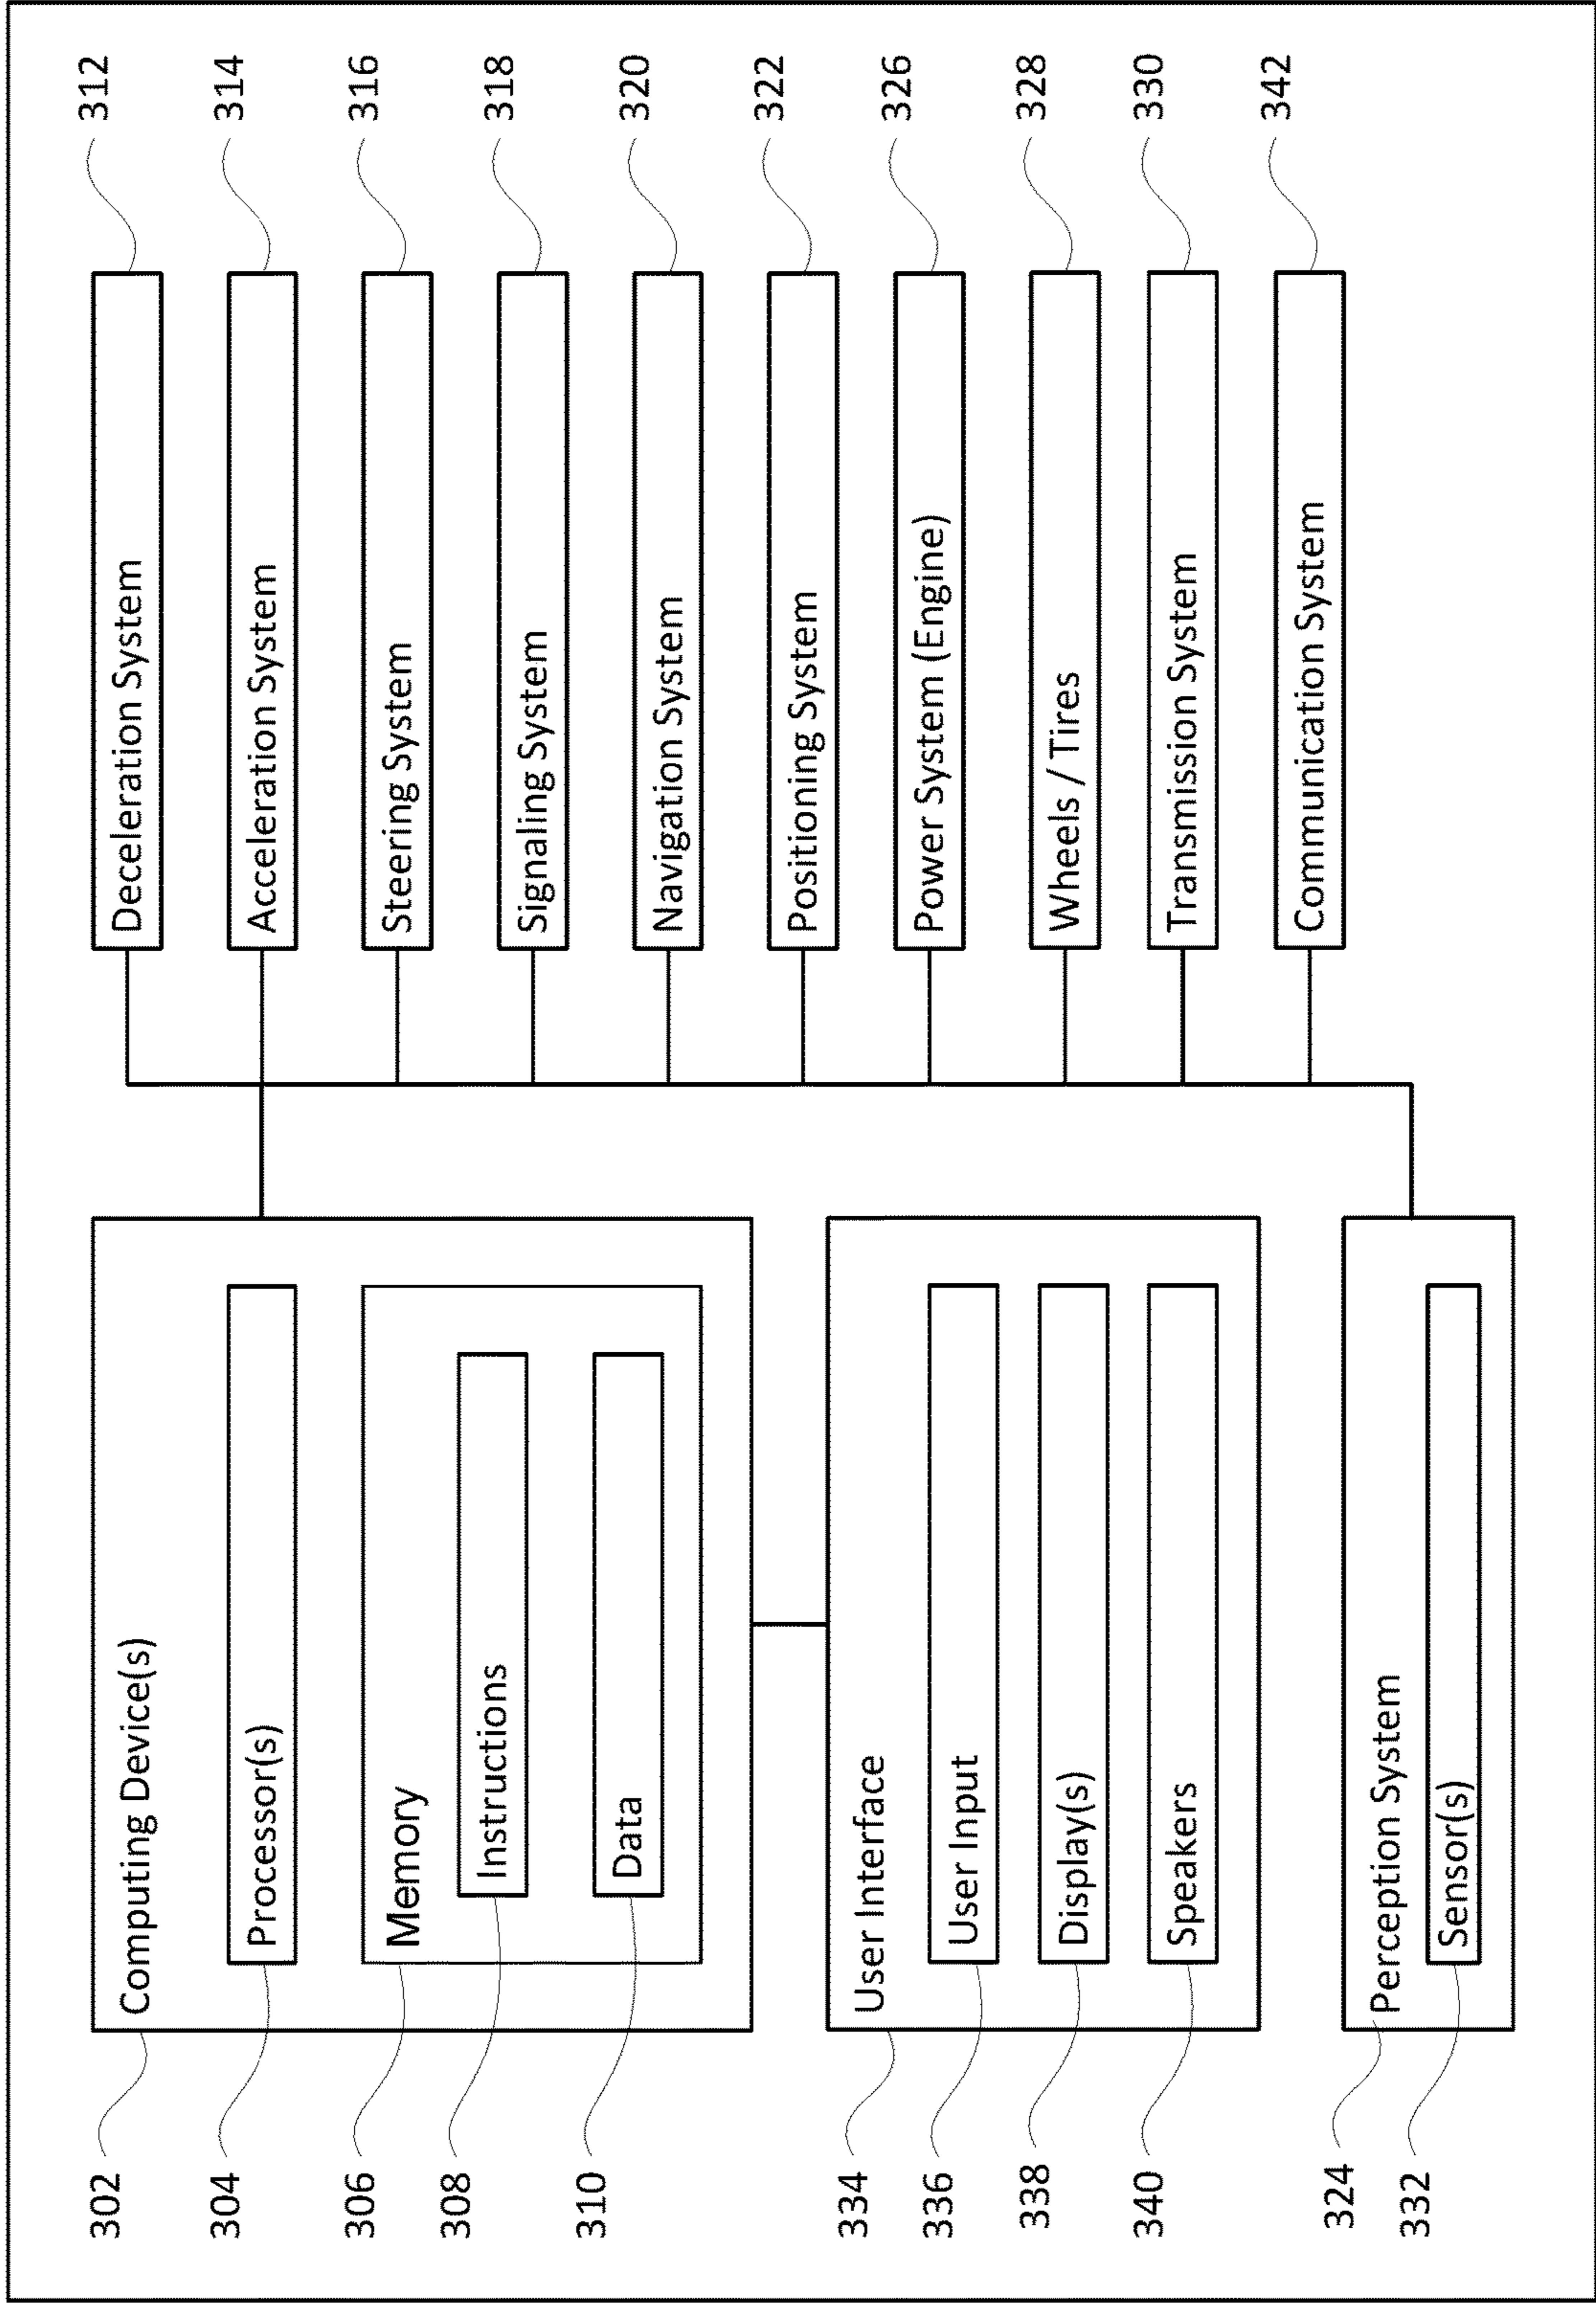 302
Computing Device(s)
304
Processor(s)
306
Memory
308
Instructions
310
Data
334
User Interface
336
User Input
338
Display(s)
340
Speakers
324
Perception System
332
Sensor(s)
Deceleration System
312
Acceleration System
314
Steering System
316
Signaling System
318
Navigation System
320
Positioning System
322
Power System (Engine)
326
Wheels / Tires
328
Transmission System
330
Communication System
342